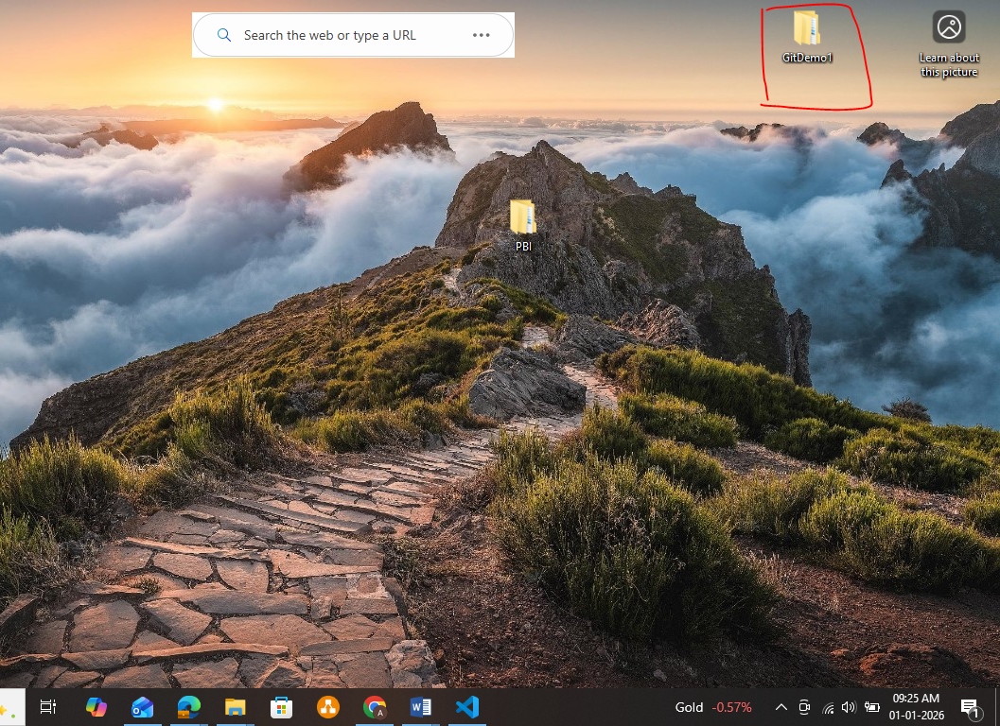 Search the web or type a URL
GitDemo1
Learn about
this picture
PBI
Gold -0.57%
09:25 AM
01-01-2026
1